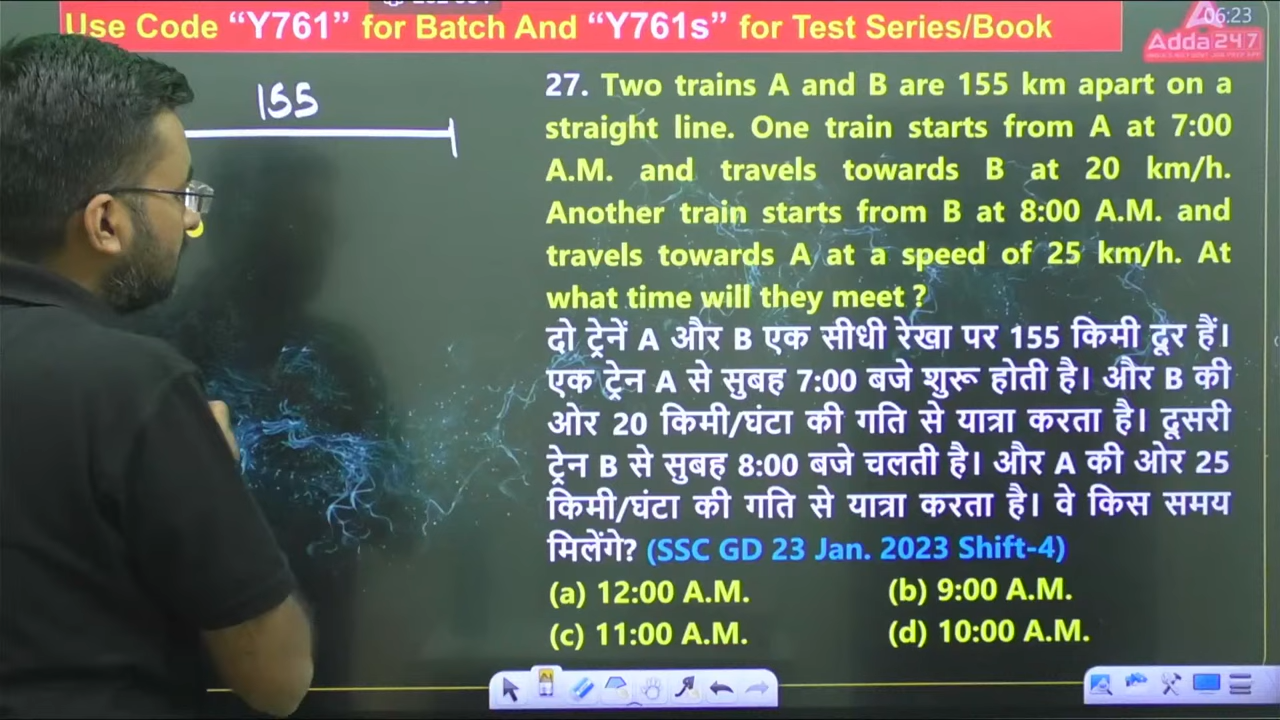 Use Code “Y761” for Batch And “Y761s” for Test Series/Book
06:23
Adda247
155
27. Two trains A and B are 155 km apart on a
straight line. One train starts from A at 7:00
A.M. and travels towards B at 20 km/h.
Another train starts from B at 8:00 A.M. and
travels towards A at a speed of 25 km/h. At
what time will they meet ?
दो ट्रेनें A और B एक सीधी रेखा पर 155 किमी दूर हैं।
एक ट्रेन A से सुबह 7:00 बजे शुरू होती है। और B की
ओर 20 किमी/घंटा की गति से यात्रा करता है। दूसरी
ट्रेन B से सुबह 8:00 बजे चलती है। और A की ओर 25
किमी/घंटा की गति से यात्रा करता है। वे किस समय
मिलेंगे? (SSC GD 23 Jan. 2023 Shift-4)
(a) 12:00 A.M. (b) 9:00 A.M.
(c) 11:00 A.M. (d) 10:00 A.M.